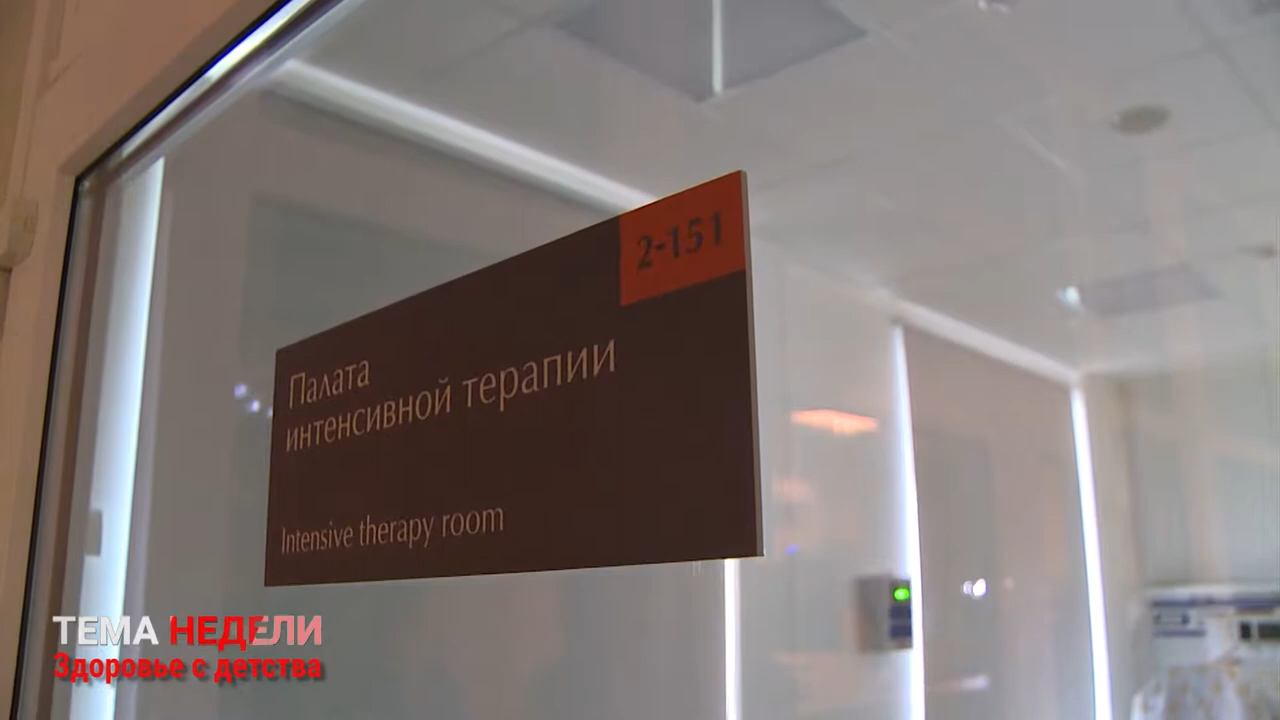 2-151
Палата
интенсивной терапии
Intensive therapy room
ТЕМА НЕДЕЛИ
Здоровье с детства